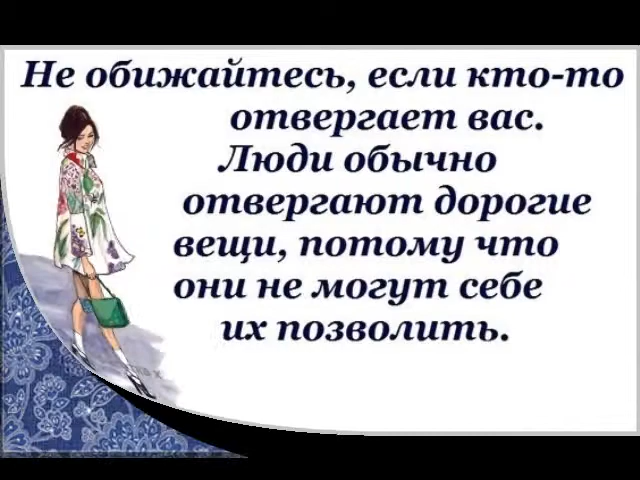 Не обижайтесь, если кто-то
отвергает вас.
Люди обычно
отвергают дорогие
вещи, потому что
они не могут себе
их позволить.